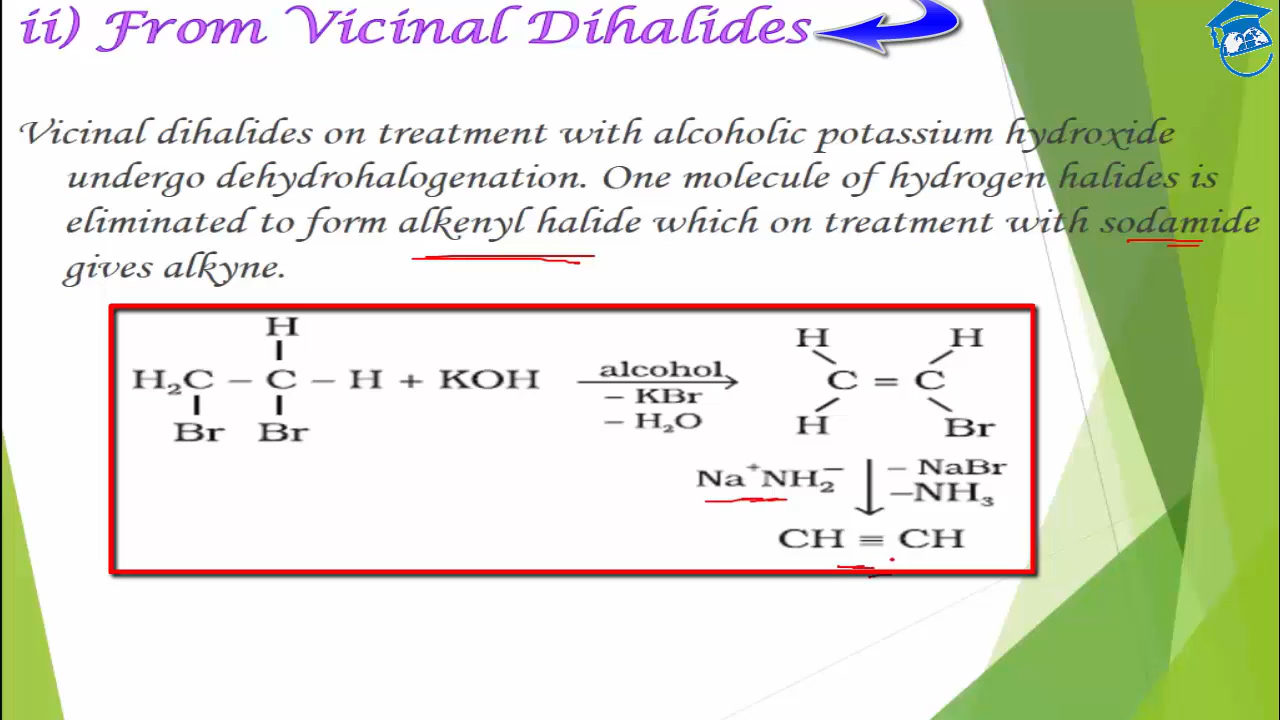 ii) From Vicinal Dihalides
Vicinal dihalides on treatment with alcoholic potassium hydroxide
undergo dehydrohalogenation. One molecule of hydrogen halides is
eliminated to form alkenyl halide which on treatment with sodamide
gives alkyne.
H
H₂C – C – H + KOH
Br Br
alcohol
– KBr
– H₂O
H H
C = C
H Br
Na⁺NH₂⁻
– NaBr
–NH₃
CH ≡ CH